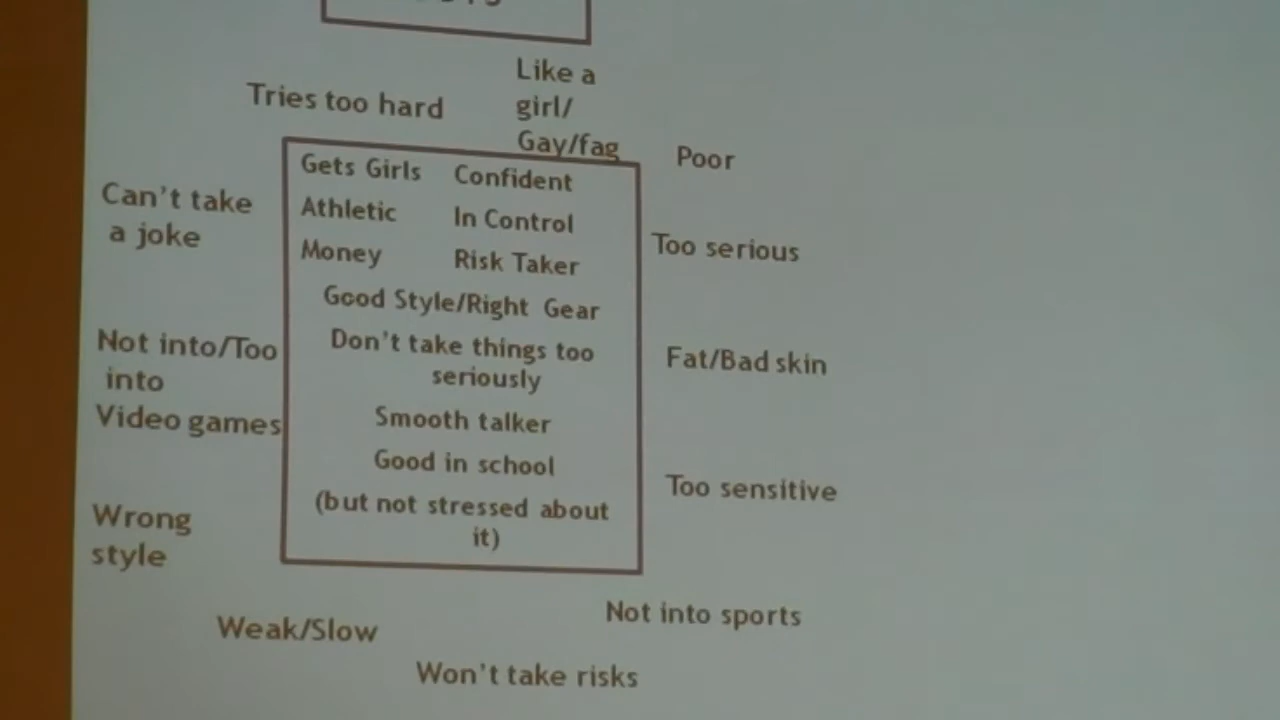 Like a
girl/
Gay/fag
Tries too hard
Poor
Can't take
a joke
Gets Girls Confident
Athletic In Control
Money Risk Taker
Good Style/Right Gear
Don't take things too
seriously
Smooth talker
Good in school
(but not stressed about
it)
Too serious
Not into/Too
into
Video games
Fat/Bad skin
Too sensitive
Wrong
style
Not into sports
Weak/Slow
Won't take risks